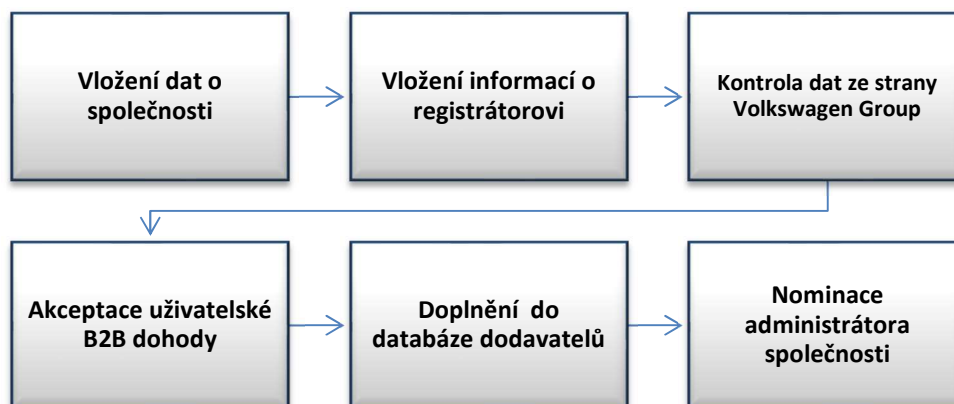 Vložení dat o
společnosti
Vložení informací o
registrátorovi
Kontrola dat ze strany
Volkswagen Group
Akceptace uživatelské
B2B dohody
Doplnění do
databáze dodavatelů
Nominace
administrátora
společnosti